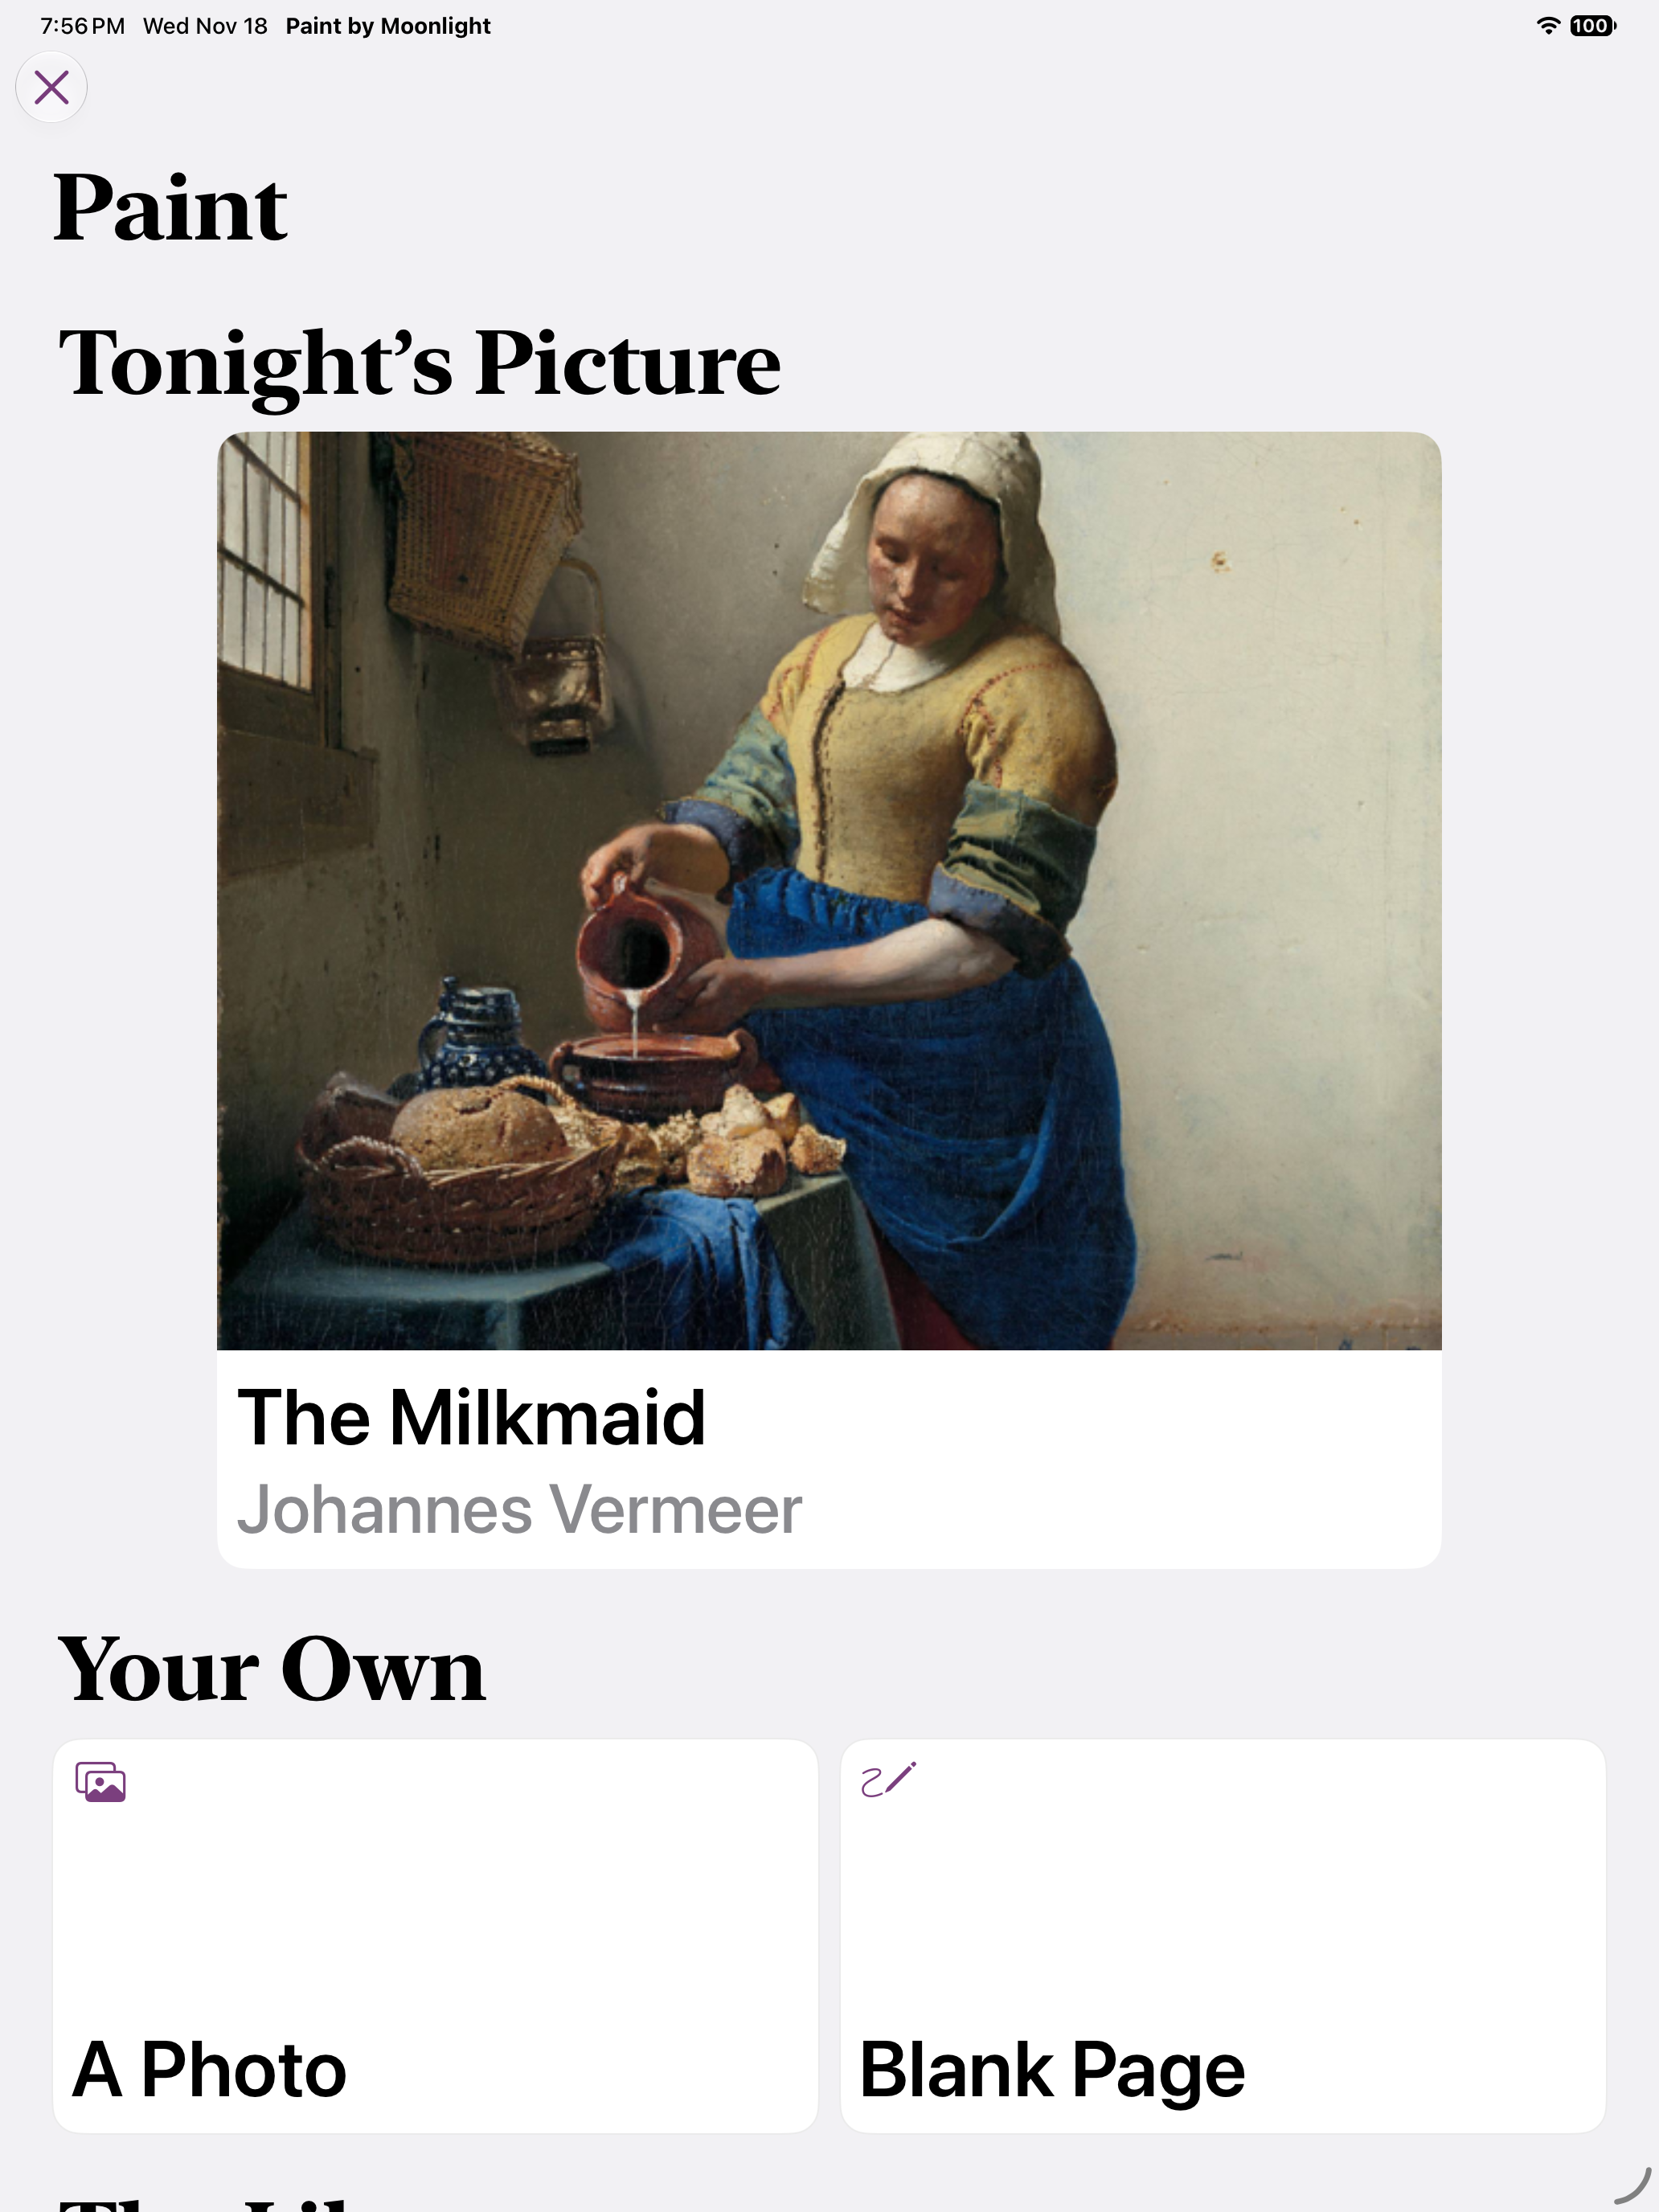 7:56 PM Wed Nov 18 Paint by Moonlight
100
Paint
Tonight’s Picture
The Milkmaid
Johannes Vermeer
Your Own
A Photo
Blank Page